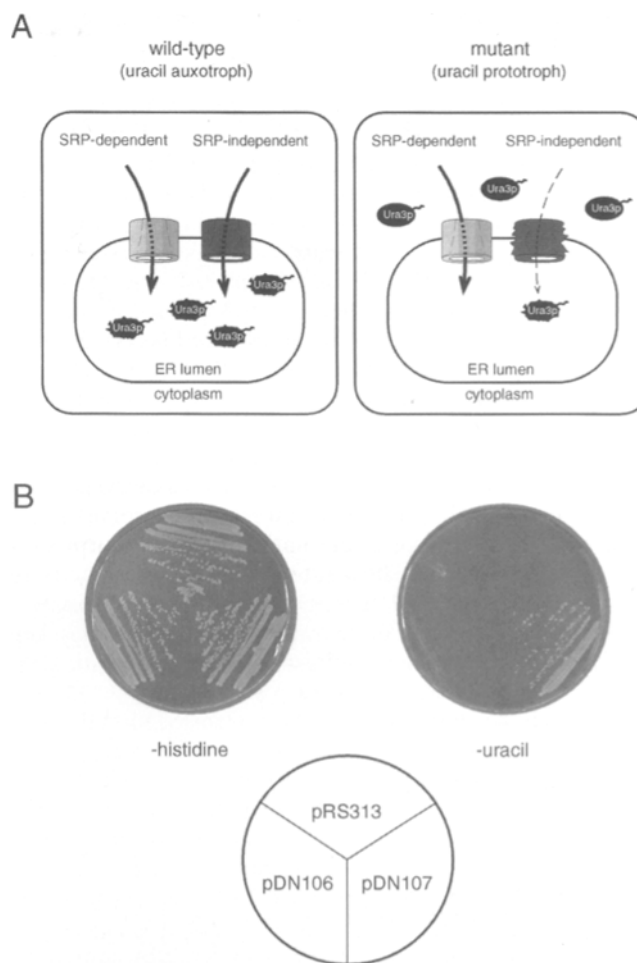 A
wild-type
(uracil auxotroph)
mutant
(uracil prototroph)
SRP-dependent
SRP-independent
SRP-dependent
SRP-independent
Ura3p
Ura3p
Ura3p
Ura3p
Ura3p
Ura3p
Ura3p
Ura3p
ER lumen
cytoplasm
ER lumen
cytoplasm
B
-histidine
-uracil
pRS313
pDN106
pDN107